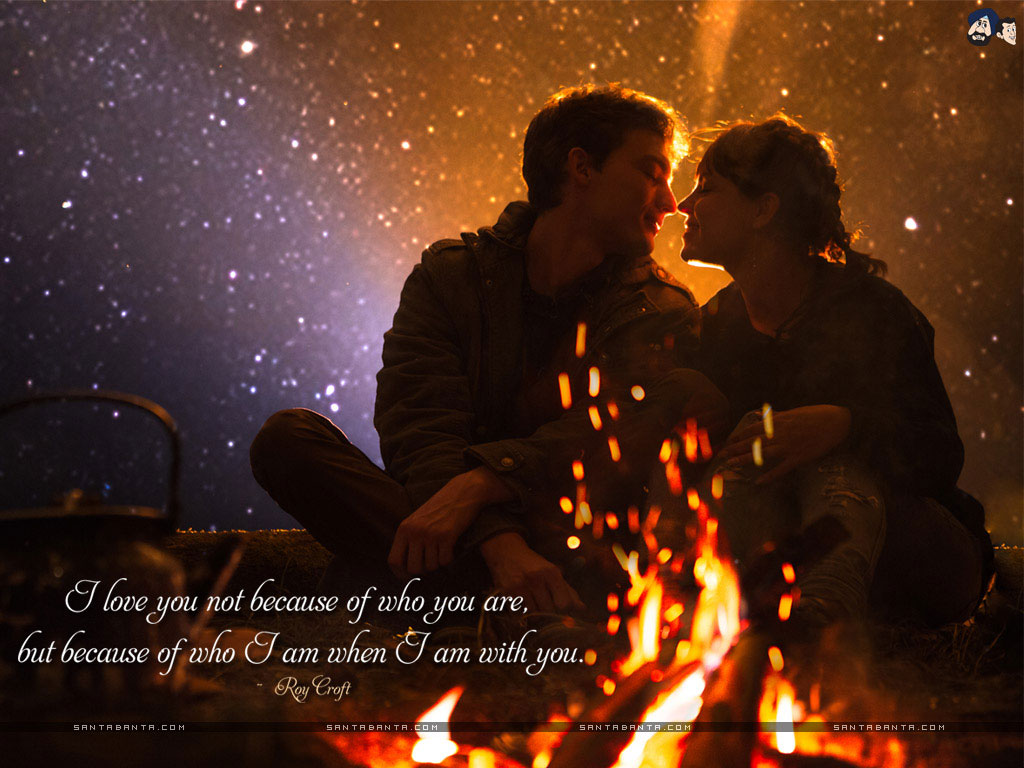 I love you not because of who you are,
but because of who I am when I am with you.
~ Roy Croft
SANTABANTA.COM SANTABANTA.COM SANTABANTA.COM SANTABANTA.COM